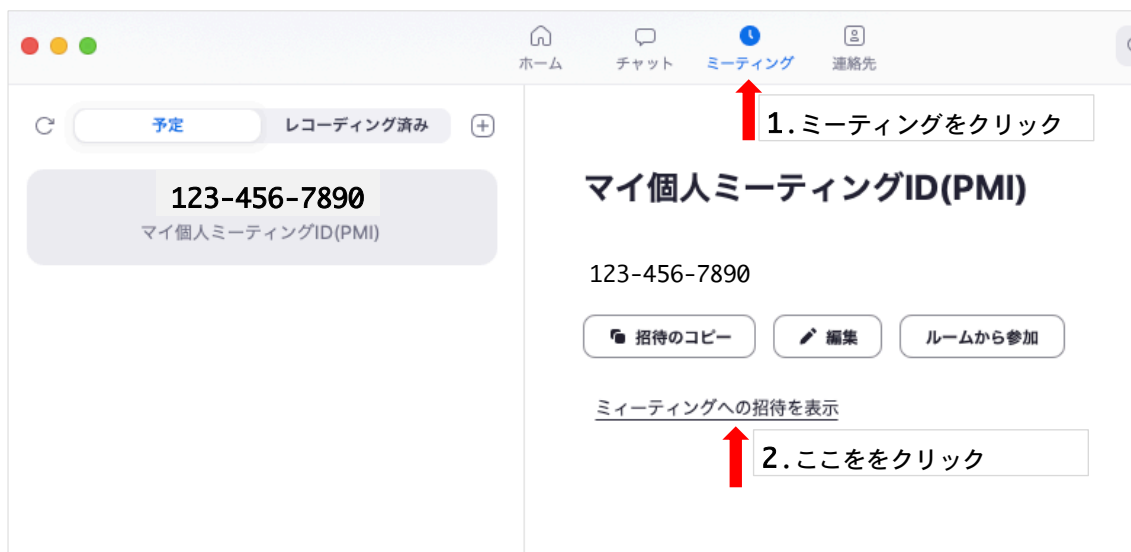 ホーム
チャット
ミーティング
連絡先
予定
レコーディング済み
1.ミーティングをクリック
123-456-7890
マイ個人ミーティングID(PMI)
マイ個人ミーティングID(PMI)
123-456-7890
招待のコピー
編集
ルームから参加
ミィーティングへの招待を表示
2.ここををクリック